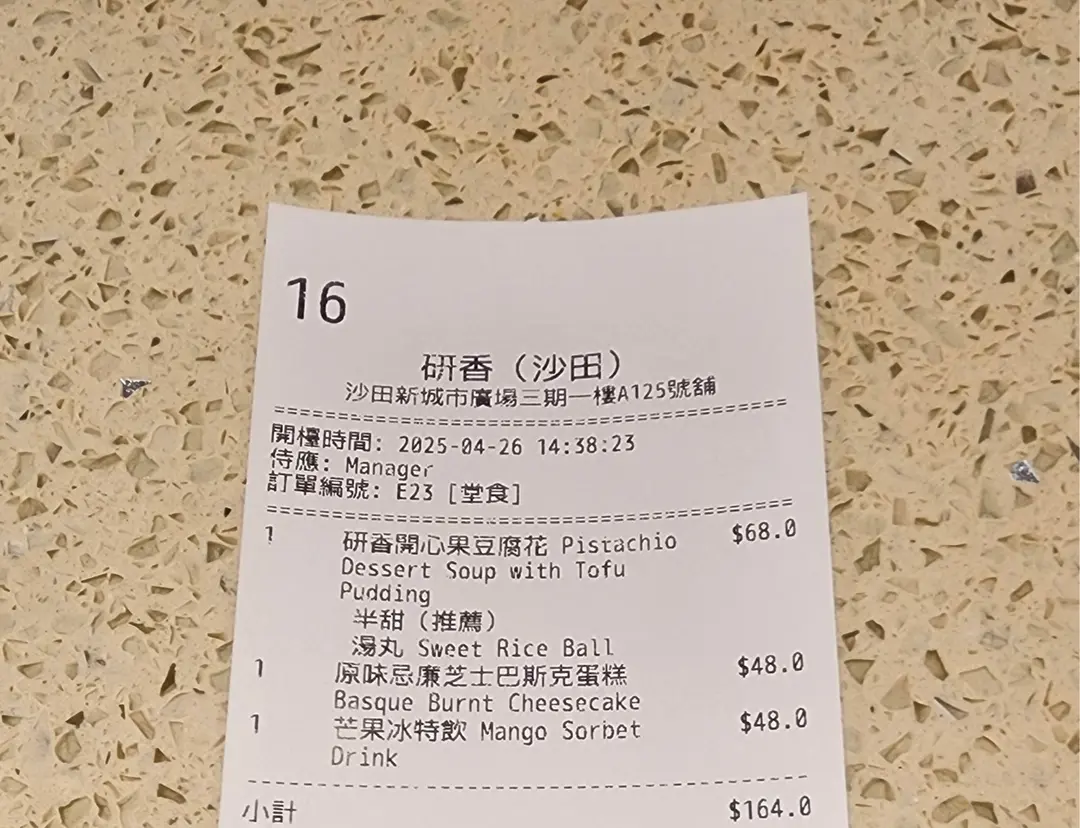 16
研香（沙田）
沙田新城市廣場三期一樓A125號舖
開檯時間: 2025-04-26 14:38:23
侍應: Manager
訂單編號: E23 [堂食]
1 研香開心果豆腐花 Pistachio $68.0
Dessert Soup with Tofu
Pudding
半甜（推薦）
湯丸 Sweet Rice Ball
1 原味忌廉芝士巴斯克蛋糕 $48.0
Basque Burnt Cheesecake
1 芒果冰特飲 Mango Sorbet $48.0
Drink
小計 $164.0